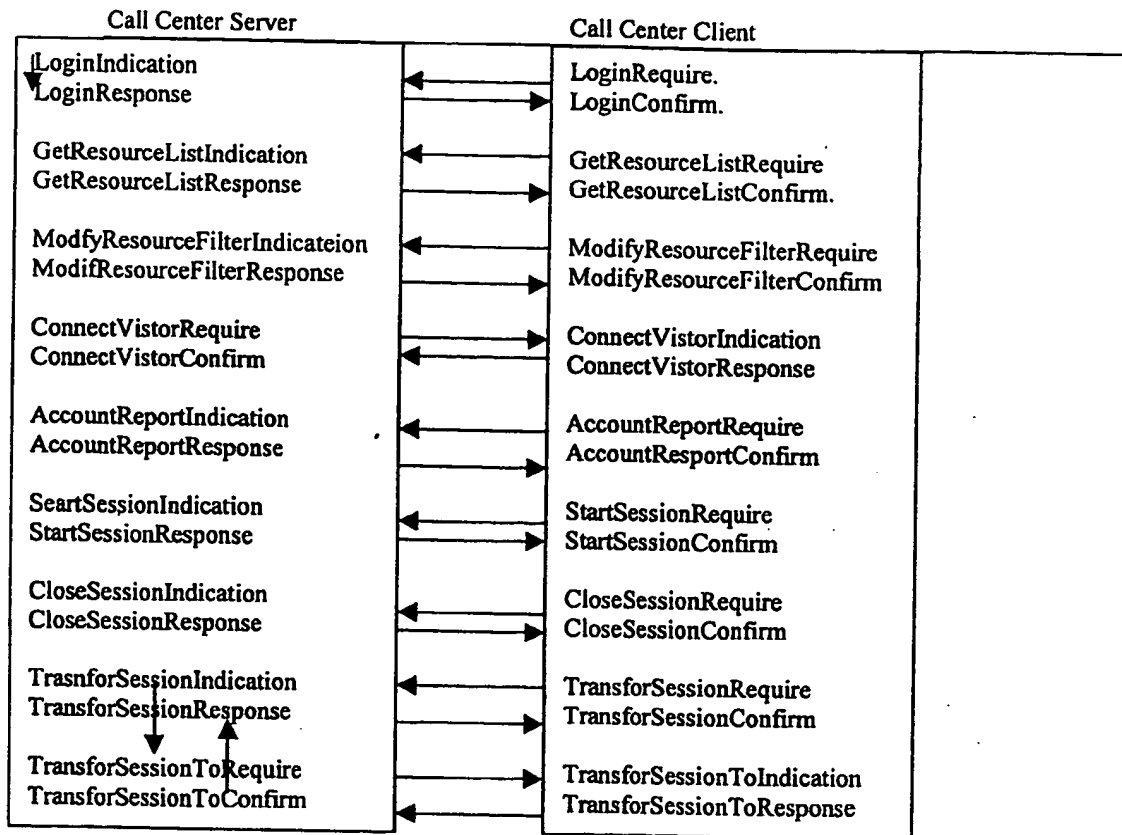 Call Center Server
Call Center Client
LoginIndication
LoginResponse
LoginRequire.
LoginConfirm.
GetResourceListIndication
GetResourceListResponse
GetResourceListRequire
GetResourceListConfirm.
ModfyResourceFilterIndicateion
ModifResourceFilterResponse
ModifyResourceFilterRequire
ModifyResourceFilterConfirm
ConnectVistorRequire
ConnectVistorConfirm
ConnectVistorIndication
ConnectVistorResponse
AccountReportIndication
AccountReportResponse
AccountReportRequire
AccountResportConfirm
SeartSessionIndication
StartSessionResponse
StartSessionRequire
StartSessionConfirm
CloseSessionIndication
CloseSessionResponse
CloseSessionRequire
CloseSessionConfirm
TrasnforSessionIndication
TransforSessionResponse
TransforSessionRequire
TransforSessionConfirm
TransforSessionToRequire
TransforSessionToConfirm
TransforSessionToIndication
TransforSessionToResponse